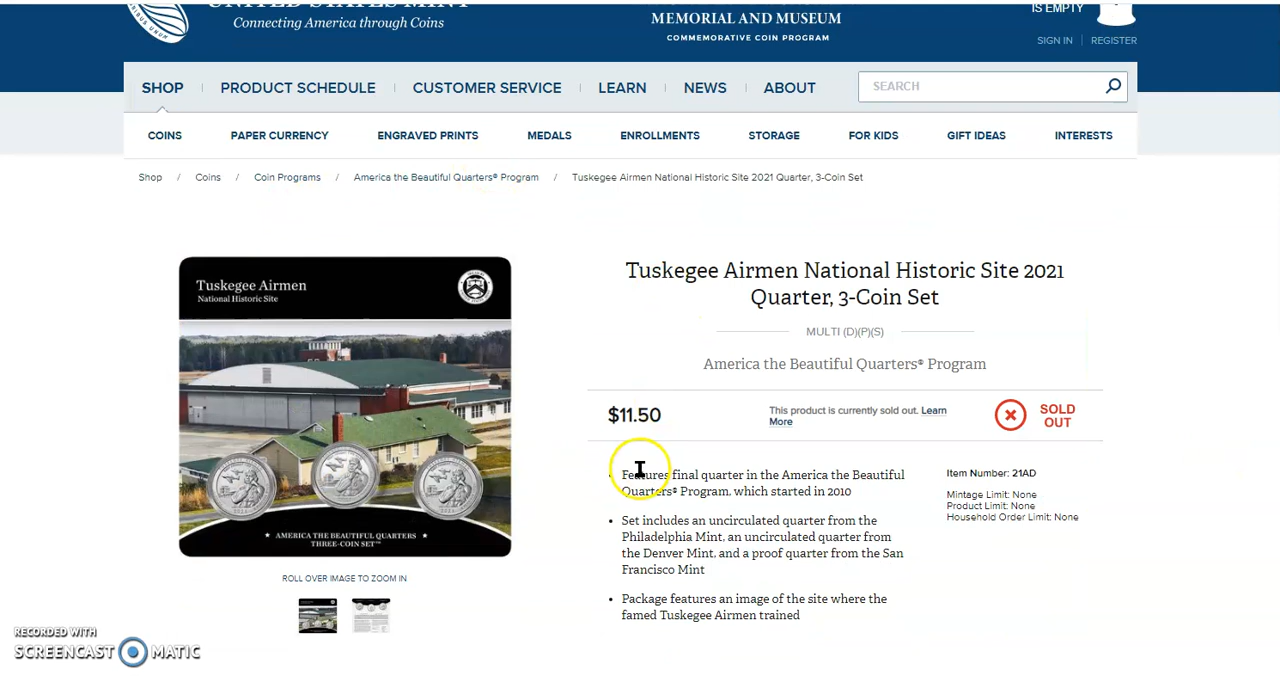 UNITED STATES MINT
Connecting America through Coins
MEMORIAL AND MUSEUM
COMMEMORATIVE COIN PROGRAM
IS EMPTY
SIGN IN | REGISTER
SHOP
PRODUCT SCHEDULE
CUSTOMER SERVICE
LEARN
NEWS
ABOUT
SEARCH
COINS
PAPER CURRENCY
ENGRAVED PRINTS
MEDALS
ENROLLMENTS
STORAGE
FOR KIDS
GIFT IDEAS
INTERESTS
Shop / Coins / Coin Programs / America the Beautiful Quarters® Program / Tuskegee Airmen National Historic Site 2021 Quarter, 3-Coin Set
Tuskegee Airmen
National Historic Site
★ AMERICA THE BEAUTIFUL QUARTERS ★
THREE-COIN SET™
ROLL OVER IMAGE TO ZOOM IN
Tuskegee Airmen National Historic Site 2021
Quarter, 3-Coin Set
MULTI (D)(P)(S)
America the Beautiful Quarters® Program
$11.50
This product is currently sold out. Learn
More
SOLD
OUT
• Features final quarter in the America the Beautiful
Quarters® Program, which started in 2010
• Set includes an uncirculated quarter from the
Philadelphia Mint, an uncirculated quarter from
the Denver Mint, and a proof quarter from the San
Francisco Mint
• Package features an image of the site where the
famed Tuskegee Airmen trained
Item Number: 21AD
Mintage Limit: None
Product Limit: None
Household Order Limit: None
RECORDED WITH
SCREENCAST MATIC